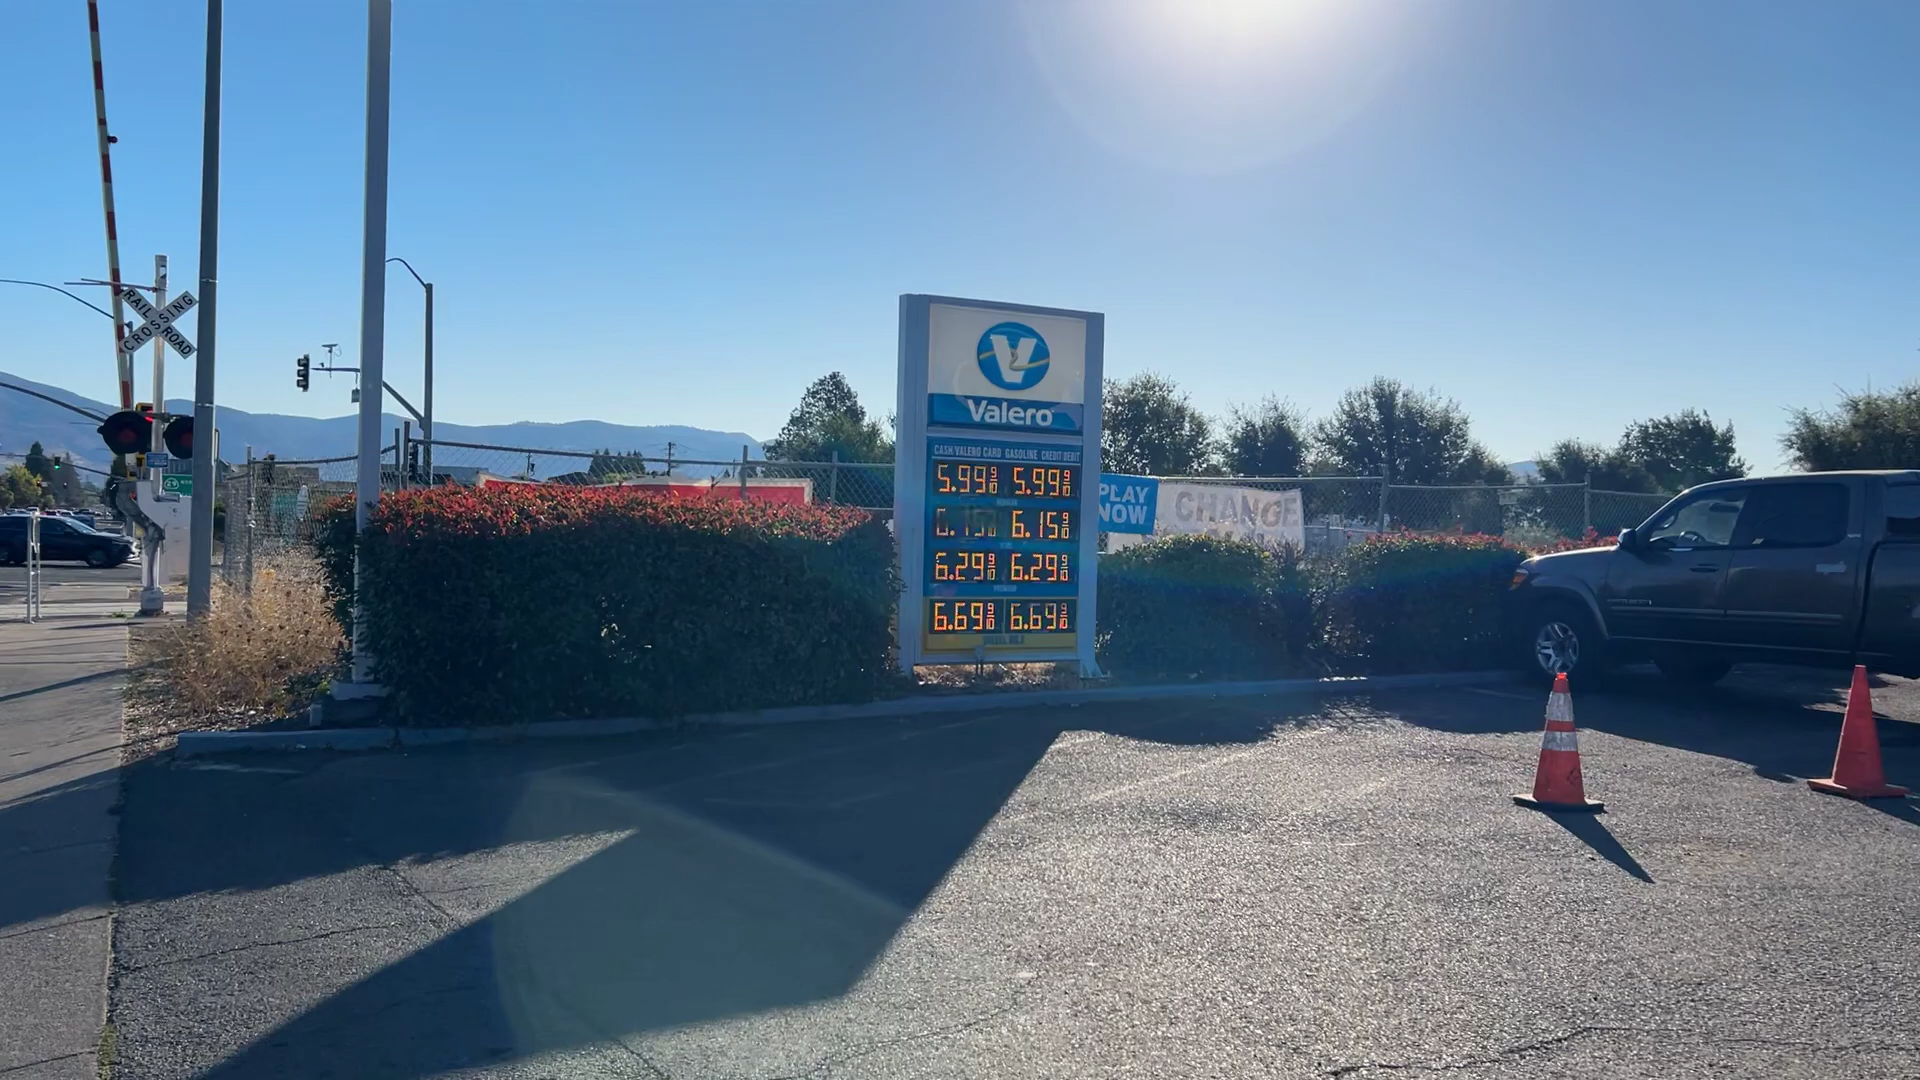 RAIL ROAD
CROSSING
29
Valero
CASH/VALERO CARD GASOLINE CREDIT/DEBIT
5.99 9/10 5.99 9/10
6.15 9/10
6.29 9/10 6.29 9/10
6.69 9/10 6.69 9/10
PLAY
NOW
CHANGE